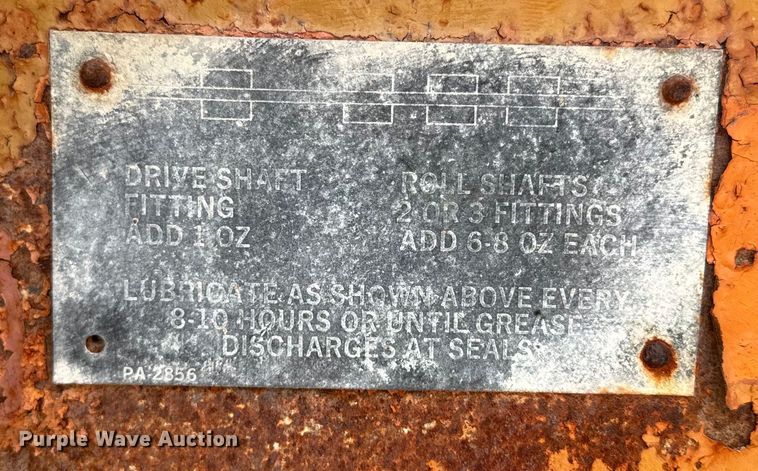 DRIVE SHAFT
FITTING
ADD 1 OZ
ROLL SHAFTS
2 OR 3 FITTINGS
ADD 6-8 OZ EACH
LUBRICATE AS SHOWN ABOVE EVERY
8-10 HOURS OR UNTIL GREASE
DISCHARGES AT SEALS
PA-2856
Purple Wave Auction